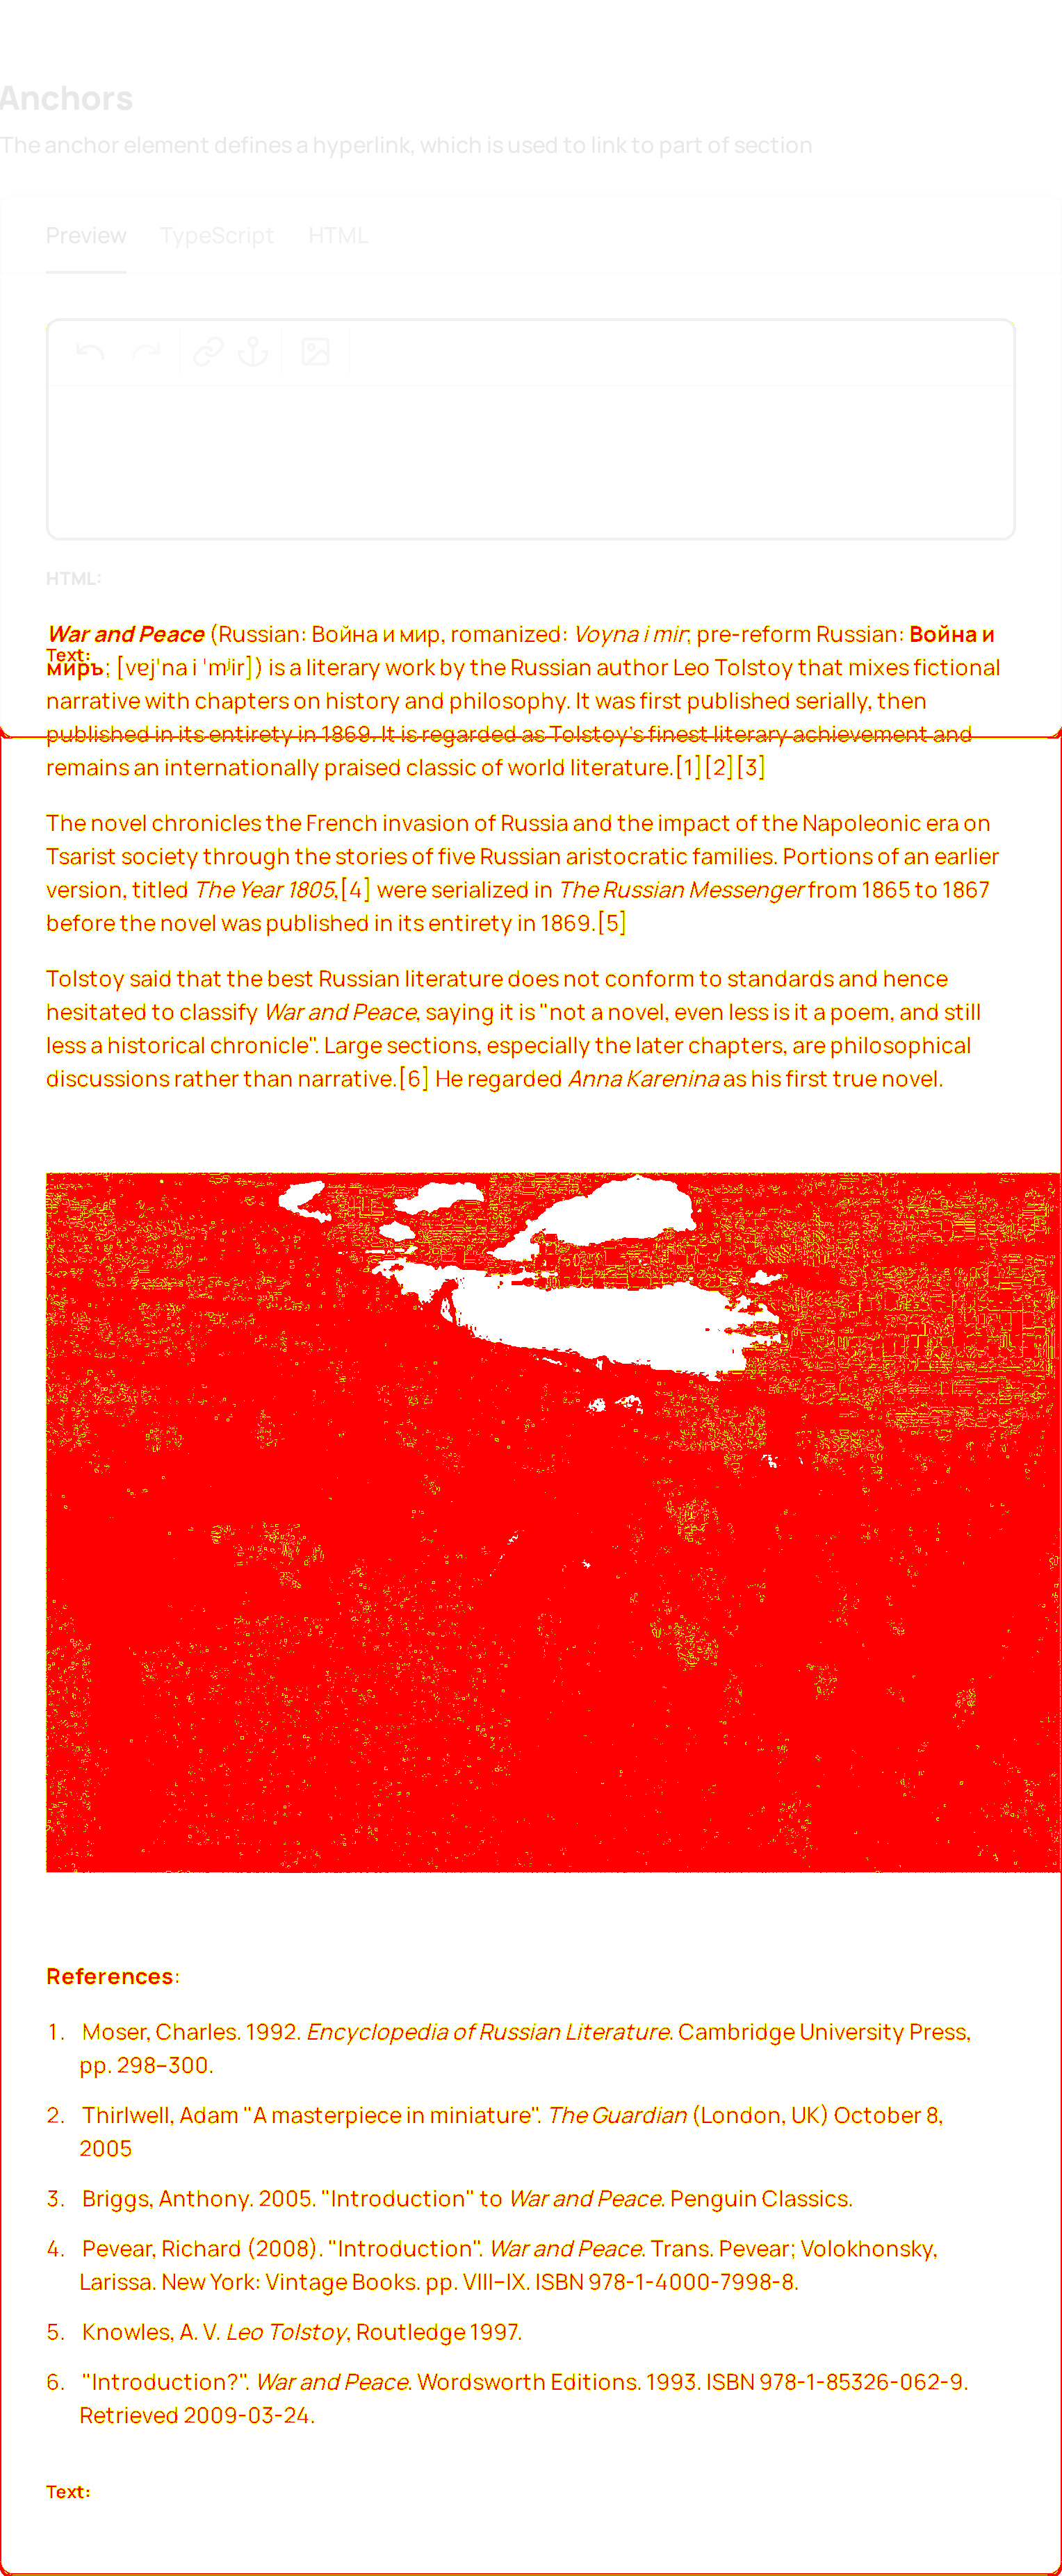 Anchors
The anchor element defines a hyperlink, which is used to link to part of section
Preview TypeScript HTML
HTML:
War and Peace (Russian: Война и мир, romanized: Voyna i mir; pre-reform Russian: Война и
Text:
миръ; [vɐjˈna i ˈmʲir]) is a literary work by the Russian author Leo Tolstoy that mixes fictional
narrative with chapters on history and philosophy. It was first published serially, then
published in its entirety in 1869. It is regarded as Tolstoy's finest literary achievement and
remains an internationally praised classic of world literature.[1][2][3]
The novel chronicles the French invasion of Russia and the impact of the Napoleonic era on
Tsarist society through the stories of five Russian aristocratic families. Portions of an earlier
version, titled The Year 1805,[4] were serialized in The Russian Messenger from 1865 to 1867
before the novel was published in its entirety in 1869.[5]
Tolstoy said that the best Russian literature does not conform to standards and hence
hesitated to classify War and Peace, saying it is "not a novel, even less is it a poem, and still
less a historical chronicle". Large sections, especially the later chapters, are philosophical
discussions rather than narrative.[6] He regarded Anna Karenina as his first true novel.
References:
1. Moser, Charles. 1992. Encyclopedia of Russian Literature. Cambridge University Press,
pp. 298–300.
2. Thirlwell, Adam "A masterpiece in miniature". The Guardian (London, UK) October 8,
2005
3. Briggs, Anthony. 2005. "Introduction" to War and Peace. Penguin Classics.
4. Pevear, Richard (2008). "Introduction". War and Peace. Trans. Pevear; Volokhonsky,
Larissa. New York: Vintage Books. pp. VIII–IX. ISBN 978-1-4000-7998-8.
5. Knowles, A. V. Leo Tolstoy, Routledge 1997.
6. "Introduction?". War and Peace. Wordsworth Editions. 1993. ISBN 978-1-85326-062-9.
Retrieved 2009-03-24.
Text: